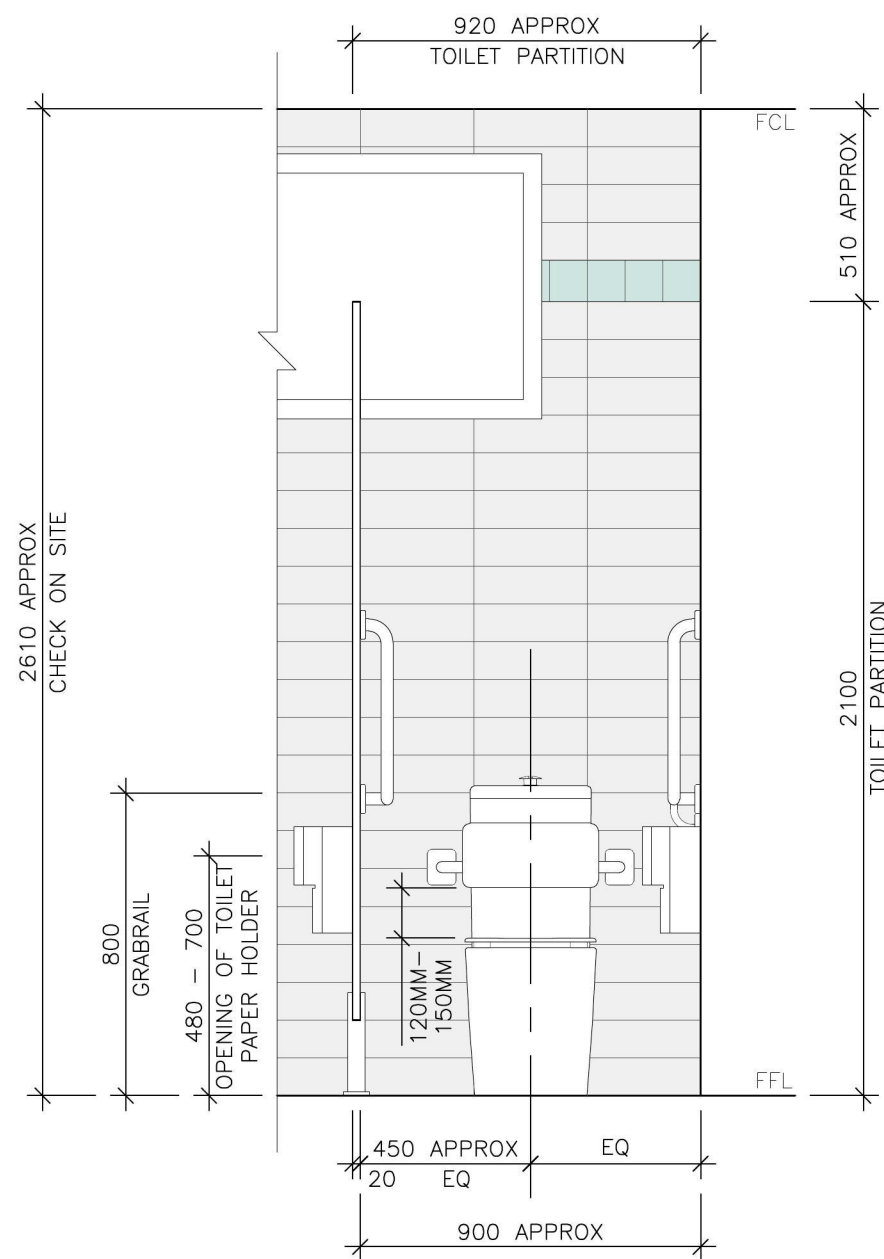 920 APPROX
TOILET PARTITION
FCL
510 APPROX
2610 APPROX
CHECK ON SITE
2100
TOILET PARTITION
800
GRABRAIL
480 - 700
OPENING OF TOILET
PAPER HOLDER
120MM-
150MM
FFL
450 APPROX
EQ
20
EQ
900 APPROX